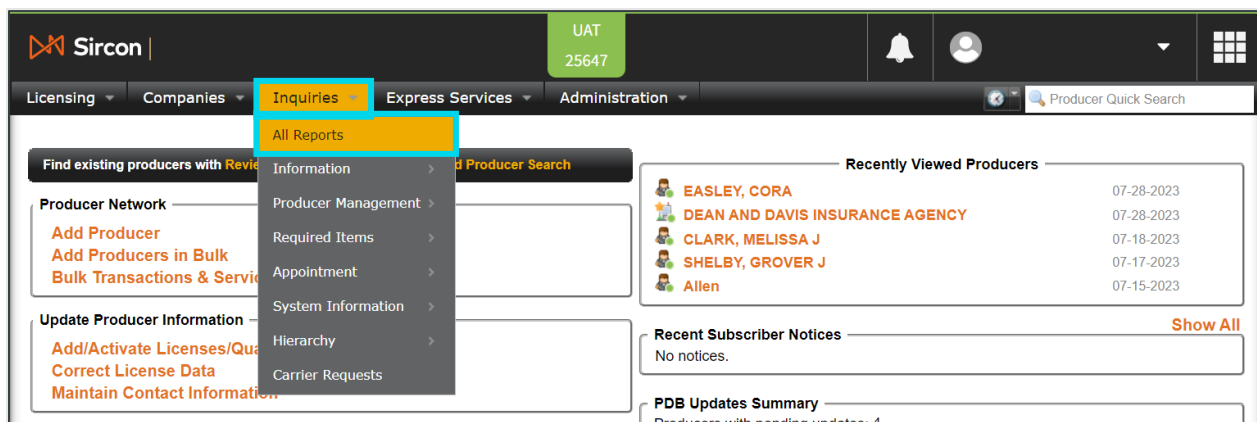 Sircon|
UAT
25647
Licensing Companies Inquiries Express Services Administration Producer Quick Search
All Reports
Information
Producer Management
Required Items
Appointment
System Information
Hierarchy
Carrier Requests
Find existing producers with Revie d Producer Search
Producer Network
Add Producer
Add Producers in Bulk
Bulk Transactions & Servic
Update Producer Information
Add/Activate Licenses/Qua
Correct License Data
Maintain Contact Information
Recently Viewed Producers
EASLEY, CORA 07-28-2023
DEAN AND DAVIS INSURANCE AGENCY 07-28-2023
CLARK, MELISSA J 07-18-2023
SHELBY, GROVER J 07-17-2023
Allen 07-15-2023
Show All
Recent Subscriber Notices
No notices.
PDB Updates Summary
Producers with pending updates: 4